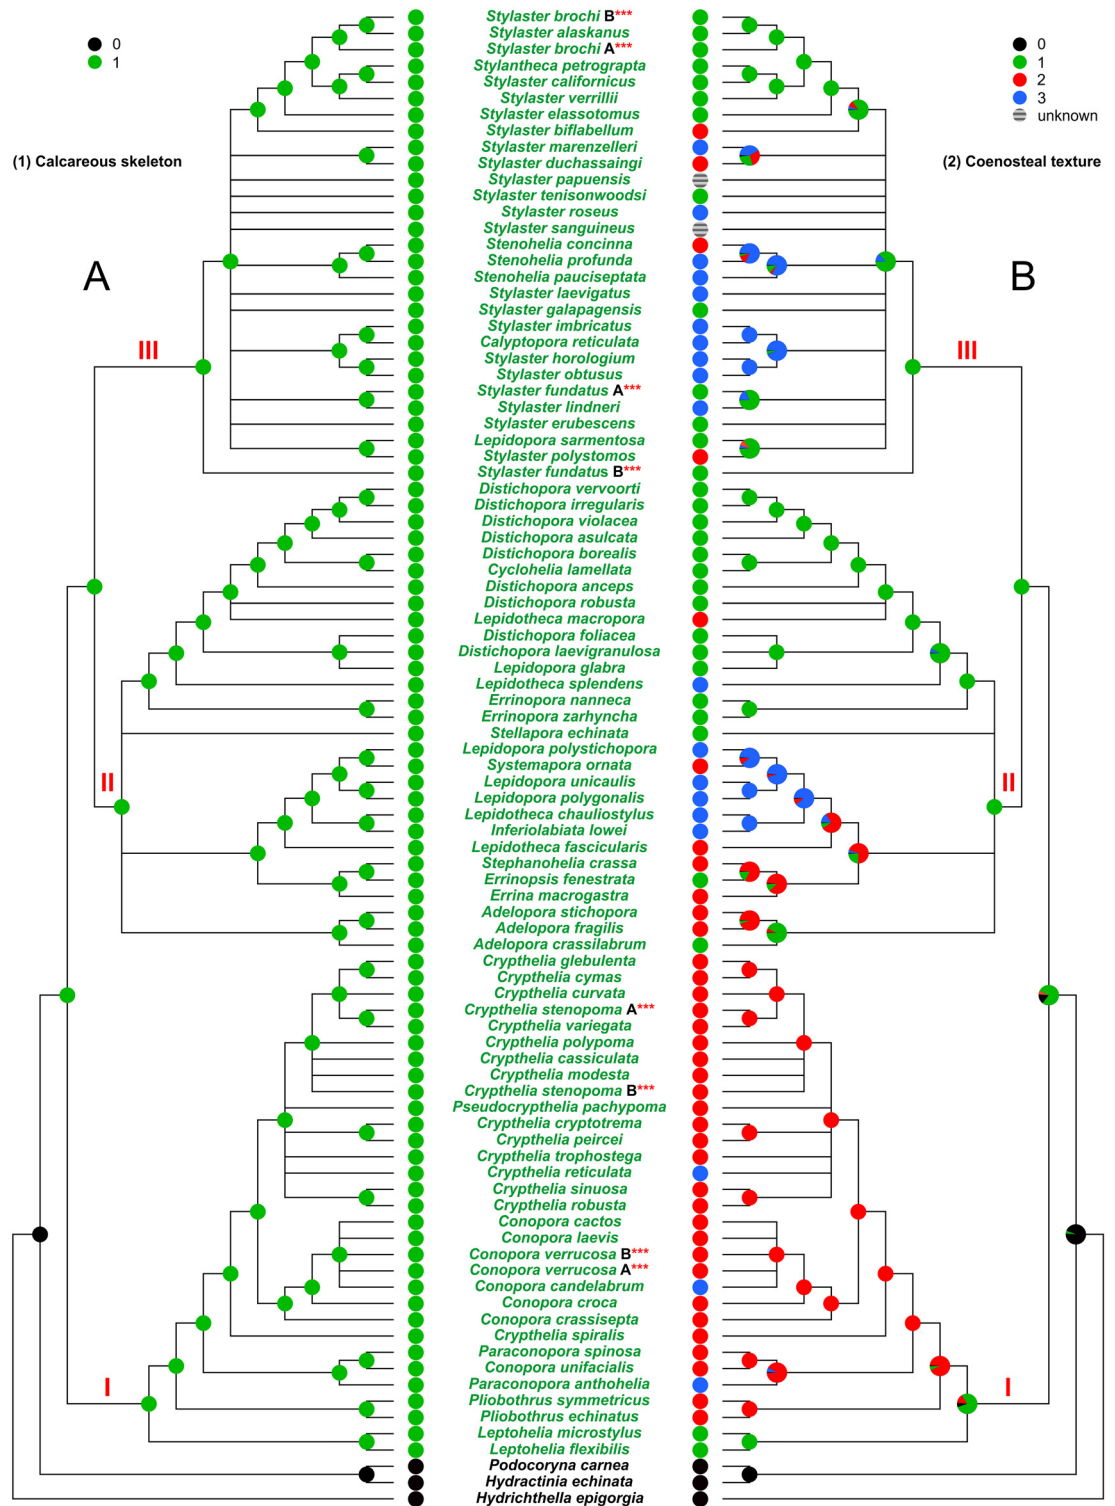 0
1
(1) Calcareous skeleton
A
III
II
I
Stylaster brochi B***
Stylaster alaskanus
Stylaster brochi A***
Stylantheca petrograpta
Stylaster californicus
Stylaster verrillii
Stylaster elassotomus
Stylaster biflabellum
Stylaster marenzelleri
Stylaster duchassaingi
Stylaster papuensis
Stylaster tenisonwoodsi
Stylaster roseus
Stylaster sanguineus
Stenohelia concinna
Stenohelia profunda
Stenohelia pauciseptata
Stylaster laevigatus
Stylaster galapagensis
Stylaster imbricatus
Calyptopora reticulata
Stylaster horologium
Stylaster obtusus
Stylaster fundatus A***
Stylaster lindneri
Stylaster erubescens
Lepidopora sarmentosa
Stylaster polystomos
Stylaster fundatus B***
Distichopora vervoorti
Distichopora irregularis
Distichopora violacea
Distichopora asulcata
Distichopora borealis
Cyclohelia lamellata
Distichopora anceps
Distichopora robusta
Lepidotheca macropora
Distichopora foliacea
Distichopora laevigranulosa
Lepidopora glabra
Lepidotheca splendens
Errinopora nanneca
Errinopora zarhyncha
Stellapora echinata
Lepidopora polystichopora
Systemapora ornata
Lepidopora unicaulis
Lepidopora polygonalis
Lepidotheca chauliostylus
Inferiolabiata lowei
Lepidotheca fascicularis
Stephanohelia crassa
Errinopsis fenestrata
Errina macrogastra
Adelopora stichopora
Adelopora fragilis
Adelopora crassilabrum
Crypthelia glebulenta
Crypthelia cymas
Crypthelia curvata
Crypthelia stenopoma A***
Crypthelia variegata
Crypthelia polypoma
Crypthelia cassiculata
Crypthelia modesta
Crypthelia stenopoma B***
Pseudocrypthelia pachypoma
Crypthelia cryptotrema
Crypthelia peircei
Crypthelia trophostega
Crypthelia reticulata
Crypthelia sinuosa
Crypthelia robusta
Conopora cactos
Conopora laevis
Conopora verrucosa B***
Conopora verrucosa A***
Conopora candelabrum
Conopora croca
Conopora crassisepta
Crypthelia spiralis
Paraconopora spinosa
Conopora unifacialis
Paraconopora anthohelia
Pliobothrus symmetricus
Pliobothrus echinatus
Leptohelia microstylus
Leptohelia flexibilis
Podocoryna carnea
Hydractinia echinata
Hydrichthella epigorgia
0
1
2
3
unknown
(2) Coenosteal texture
B
III
II
I